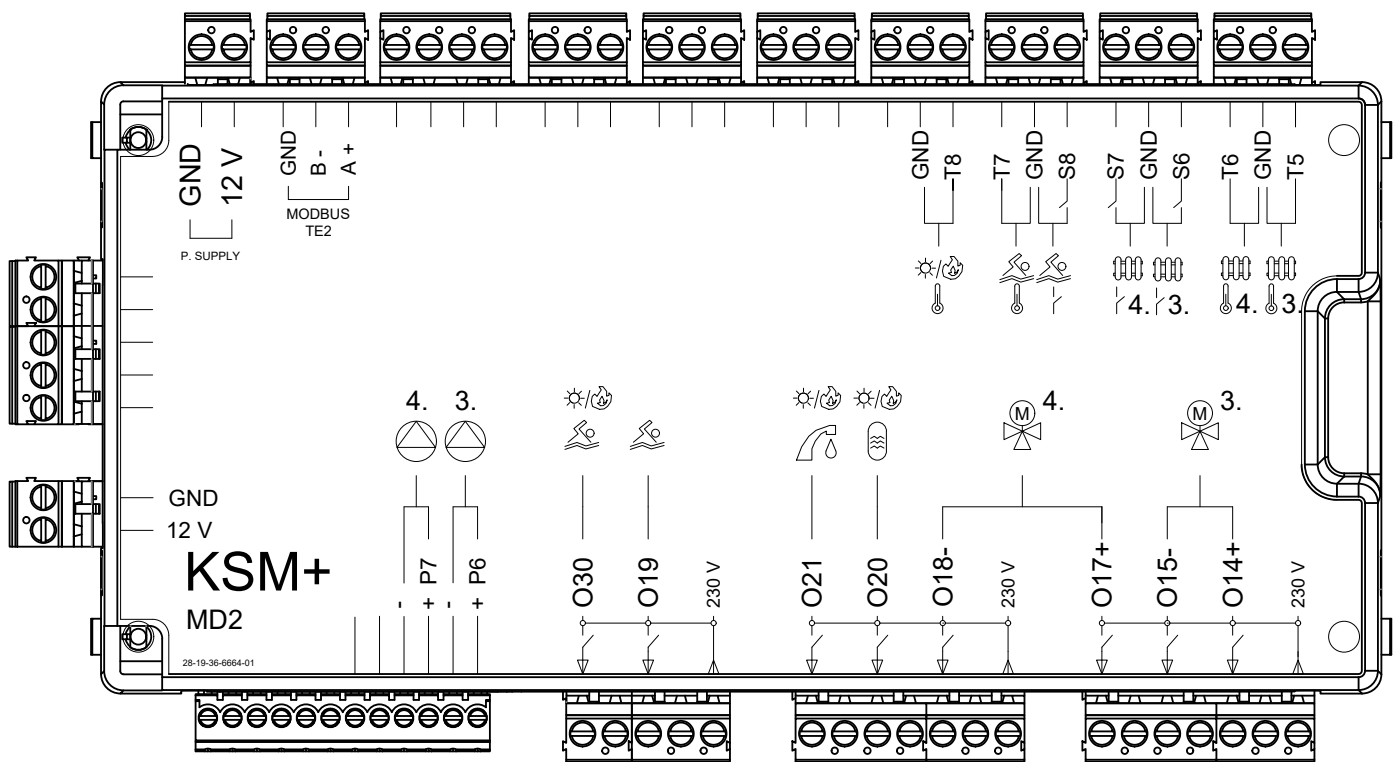 GND
12 V
P. SUPPLY
GND
B -
A +
MODBUS
TE2
GND
T8
T7
GND
S8
S7
GND
S6
T6
GND
T5
4.
3.
4.
3.
4.
3.
4.
3.
M
M
GND
12 V
KSM+
MD2
28-19-36-6664-01
-
+ P7
-
+ P6
O30
O19
230 V
O21
O20
O18-
230 V
O17+
O15-
O14+
230 V